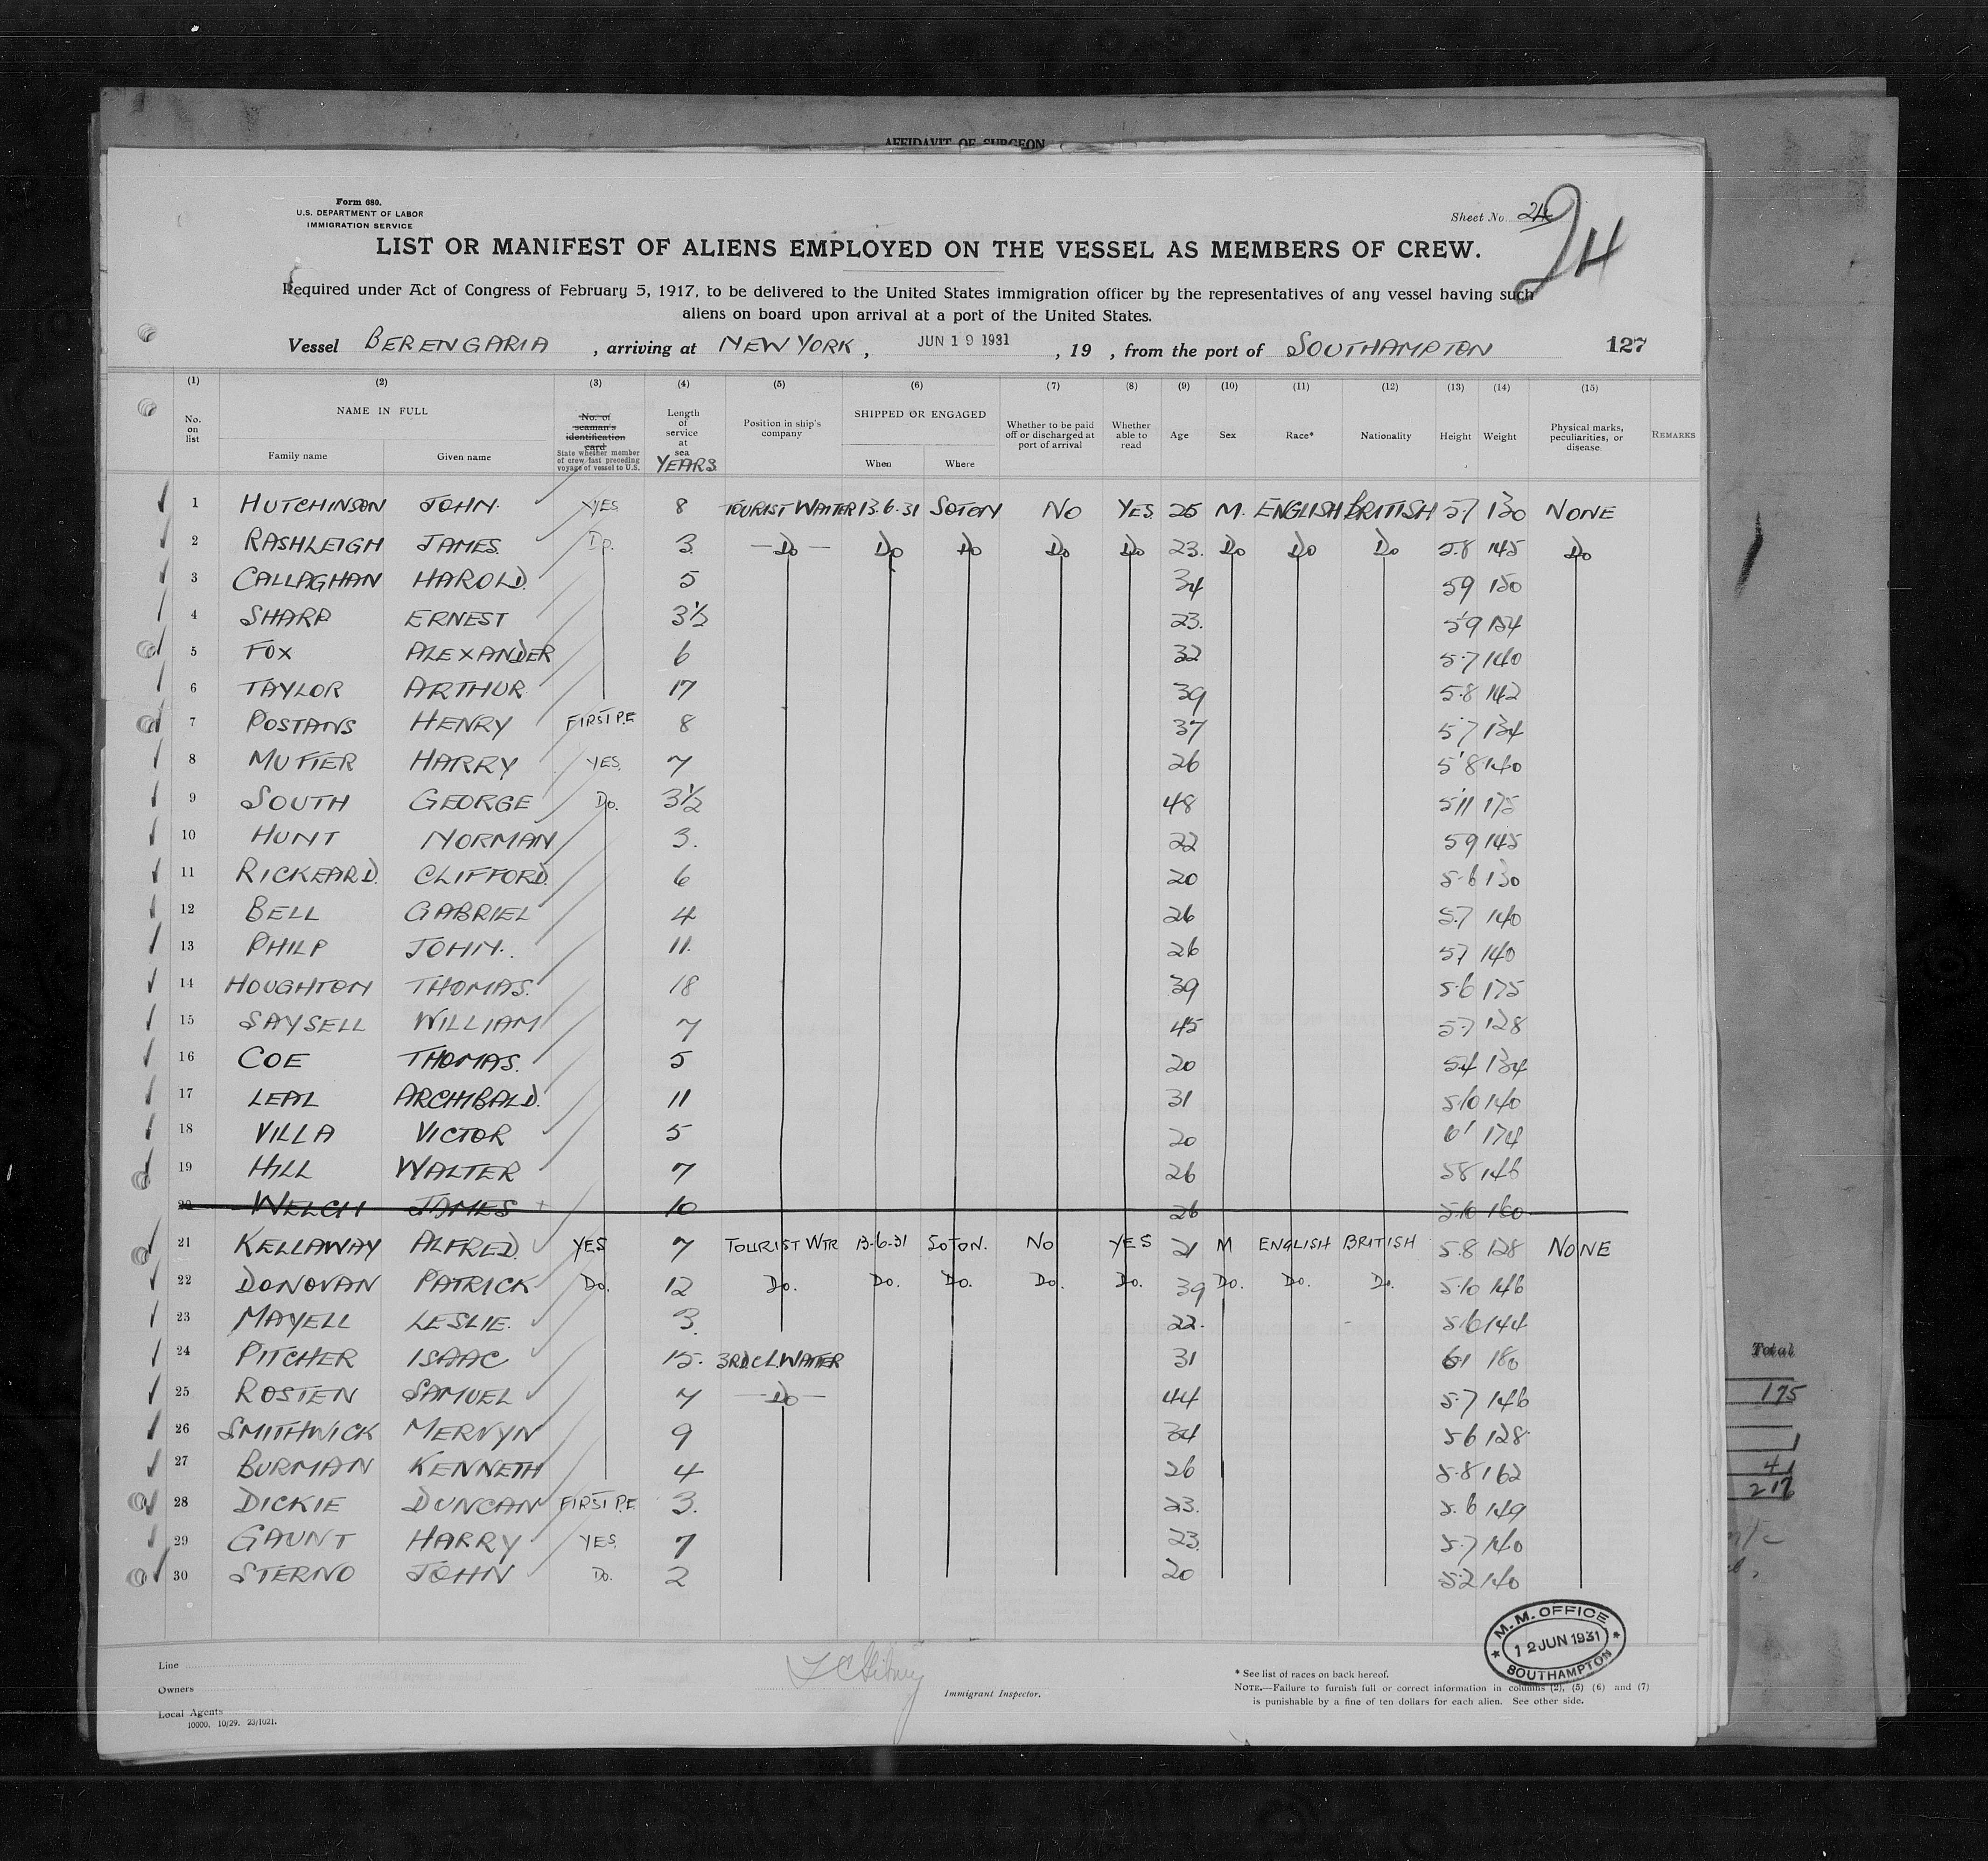 AFFIDAVIT OF SURGEON
Form 680.
U.S. DEPARTMENT OF LABOR
IMMIGRATION SERVICE
Sheet No. 24
24
LIST OR MANIFEST OF ALIENS EMPLOYED ON THE VESSEL AS MEMBERS OF CREW.
Required under Act of Congress of February 5, 1917, to be delivered to the United States immigration officer by the representatives of any vessel having such
aliens on board upon arrival at a port of the United States.
Vessel BERENGARIA, arriving at NEW YORK, JUN 19 1931, 19 , from the port of SOUTHAMPTON 127
(1) (2) (3) (4) (5) (6) (7) (8) (9) (10) (11) (12) (13) (14) (15)
No. on list NAME IN FULL Family name Given name No. of seaman's identification card State whether member of crew last preceding voyage of vessel to U.S. Length of service at sea YEARS Position in ship's company SHIPPED OR ENGAGED When Where Whether to be paid off or discharged at port of arrival Whether able to read Age Sex Race* Nationality Height Weight Physical marks, peculiarities, or disease REMARKS
1 HUTCHINSON JOHN. YES 8 TOURIST WAITER 13-6-31 SOTON NO YES 25 M. ENGLISH BRITISH 5.7 130 NONE
2 RASHLEIGH JAMES. Do. 3 Do Do Do Do Do 23. Do Do Do 5.8 145 Do
3 CALLAGHAN HAROLD. 5 34 59 150
4 SHARP ERNEST 3½ 23. 5'9 154
5 FOX ALEXANDER 6 32 5.7 140
6 TAYLOR ARTHUR 17 39 5.8 142
7 POSTANS HENRY FIRST P.E 8 37 5.7 134
8 MUTTER HARRY YES. 7 26 5'8 140
9 SOUTH GEORGE Do. 3½ 48 5'11 175
10 HUNT NORMAN 3. 22 59 145
11 RICKEARD. CLIFFORD. 6 20 5.6 130
12 BELL GABRIEL 4 26 5.7 140
13 PHILP JOHN. 11. 26 57 140
14 HOUGHTON THOMAS. 18 39 5.6 175
15 SAYSELL WILLIAM 7 45 5.7 128
16 COE THOMAS. 5 20 5.4 134
17 LEAL ARCHIBALD. 11 31 5.10 140
18 VILLA VICTOR 5 20 6' 174
19 HILL WALTER 7 26 58 146
20 WELCH JAMES 10 26 5.10 160
21 KELLAWAY ALFRED. YES 7 TOURIST WTR 13-6-31 SOTON. NO YES 21 M ENGLISH BRITISH 5.8 128 NONE
22 DONOVAN PATRICK Do. 12 Do. Do. Do. Do. Do. 39 Do. Do. Do. 5.10 146
23 MAYELL LESLIE. 3. 22. 5.6 144
24 PITCHER ISAAC 15. 3RD CL WAITER 31 6.1 180
25 ROSTEN SAMUEL 7 Do 44 5.7 146
26 SMITHWICK MERVYN 9 34 56 128
27 BURMAN KENNETH 4 26 5.8 162
28 DICKIE DUNCAN FIRST P.E 3. 23. 5.6 149
29 GAUNT HARRY YES. 7 23. 5.7 140
30 STERNO JOHN Do. 2 20 5.2 140
Total
175
1
41
217
M.M. OFFICE
12 JUN 1931
SOUTHAMPTON
Line
Owners
Local Agents
10000. 10/29. 23/1021.
Immigrant Inspector.
* See list of races on back hereof.
NOTE.—Failure to furnish full or correct information in columns (2), (5) (6) and (7)
is punishable by a fine of ten dollars for each alien. See other side.